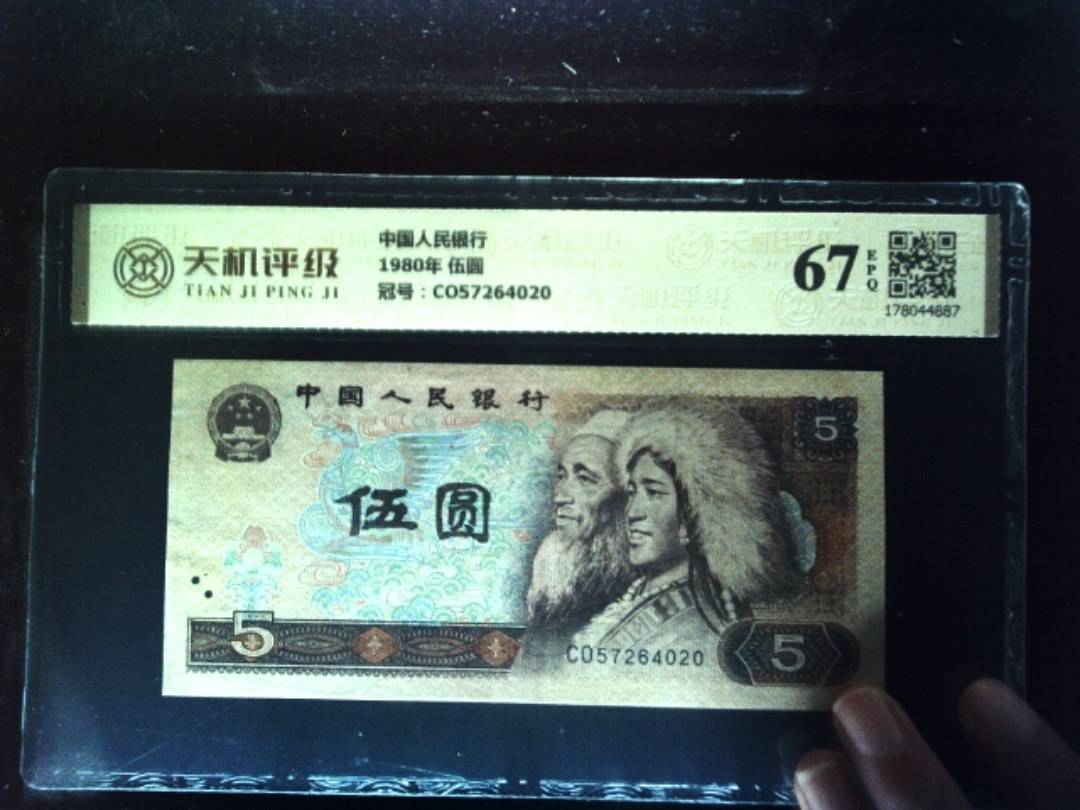 天机评级
TIAN JI PING JI
中国人民银行
1980年 伍圆
冠号：CO57264020
67
EPQ
178044887
中国人民银行
5
伍圆
5
CO57264020
5